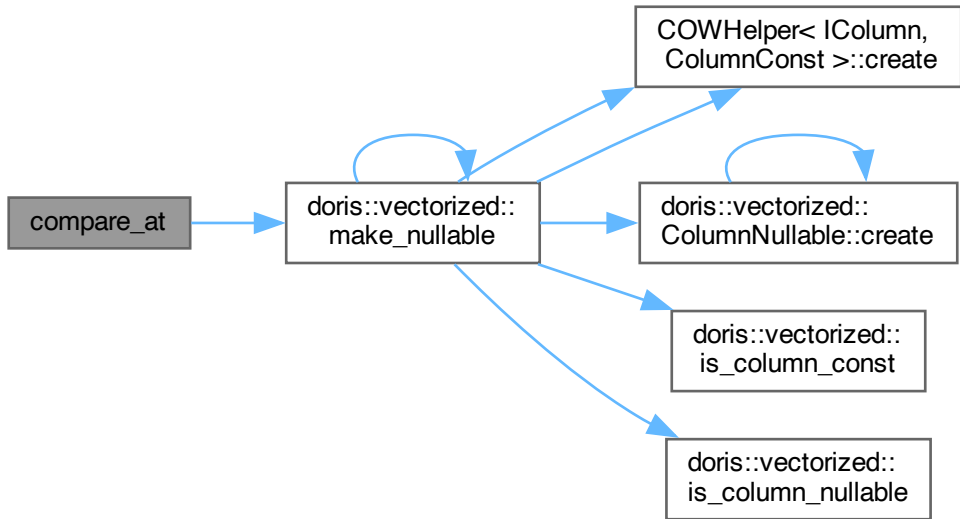 compare_at
doris::vectorized::
make_nullable
COWHelper< IColumn,
ColumnConst >::create
doris::vectorized::
ColumnNullable::create
doris::vectorized::
is_column_const
doris::vectorized::
is_column_nullable